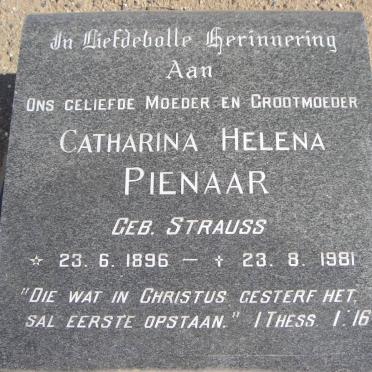 In Liefdevolle Herinnering
Aan
ONS GELIEFDE MOEDER EN GROOTMOEDER
CATHARINA HELENA
PIENAAR
GEB. STRAUSS
☆ 23. 6. 1896 — ✝ 23. 8. 1981
"DIE WAT IN CHRISTUS GESTERF HET,
SAL EERSTE OPSTAAN." I THESS. 1:16